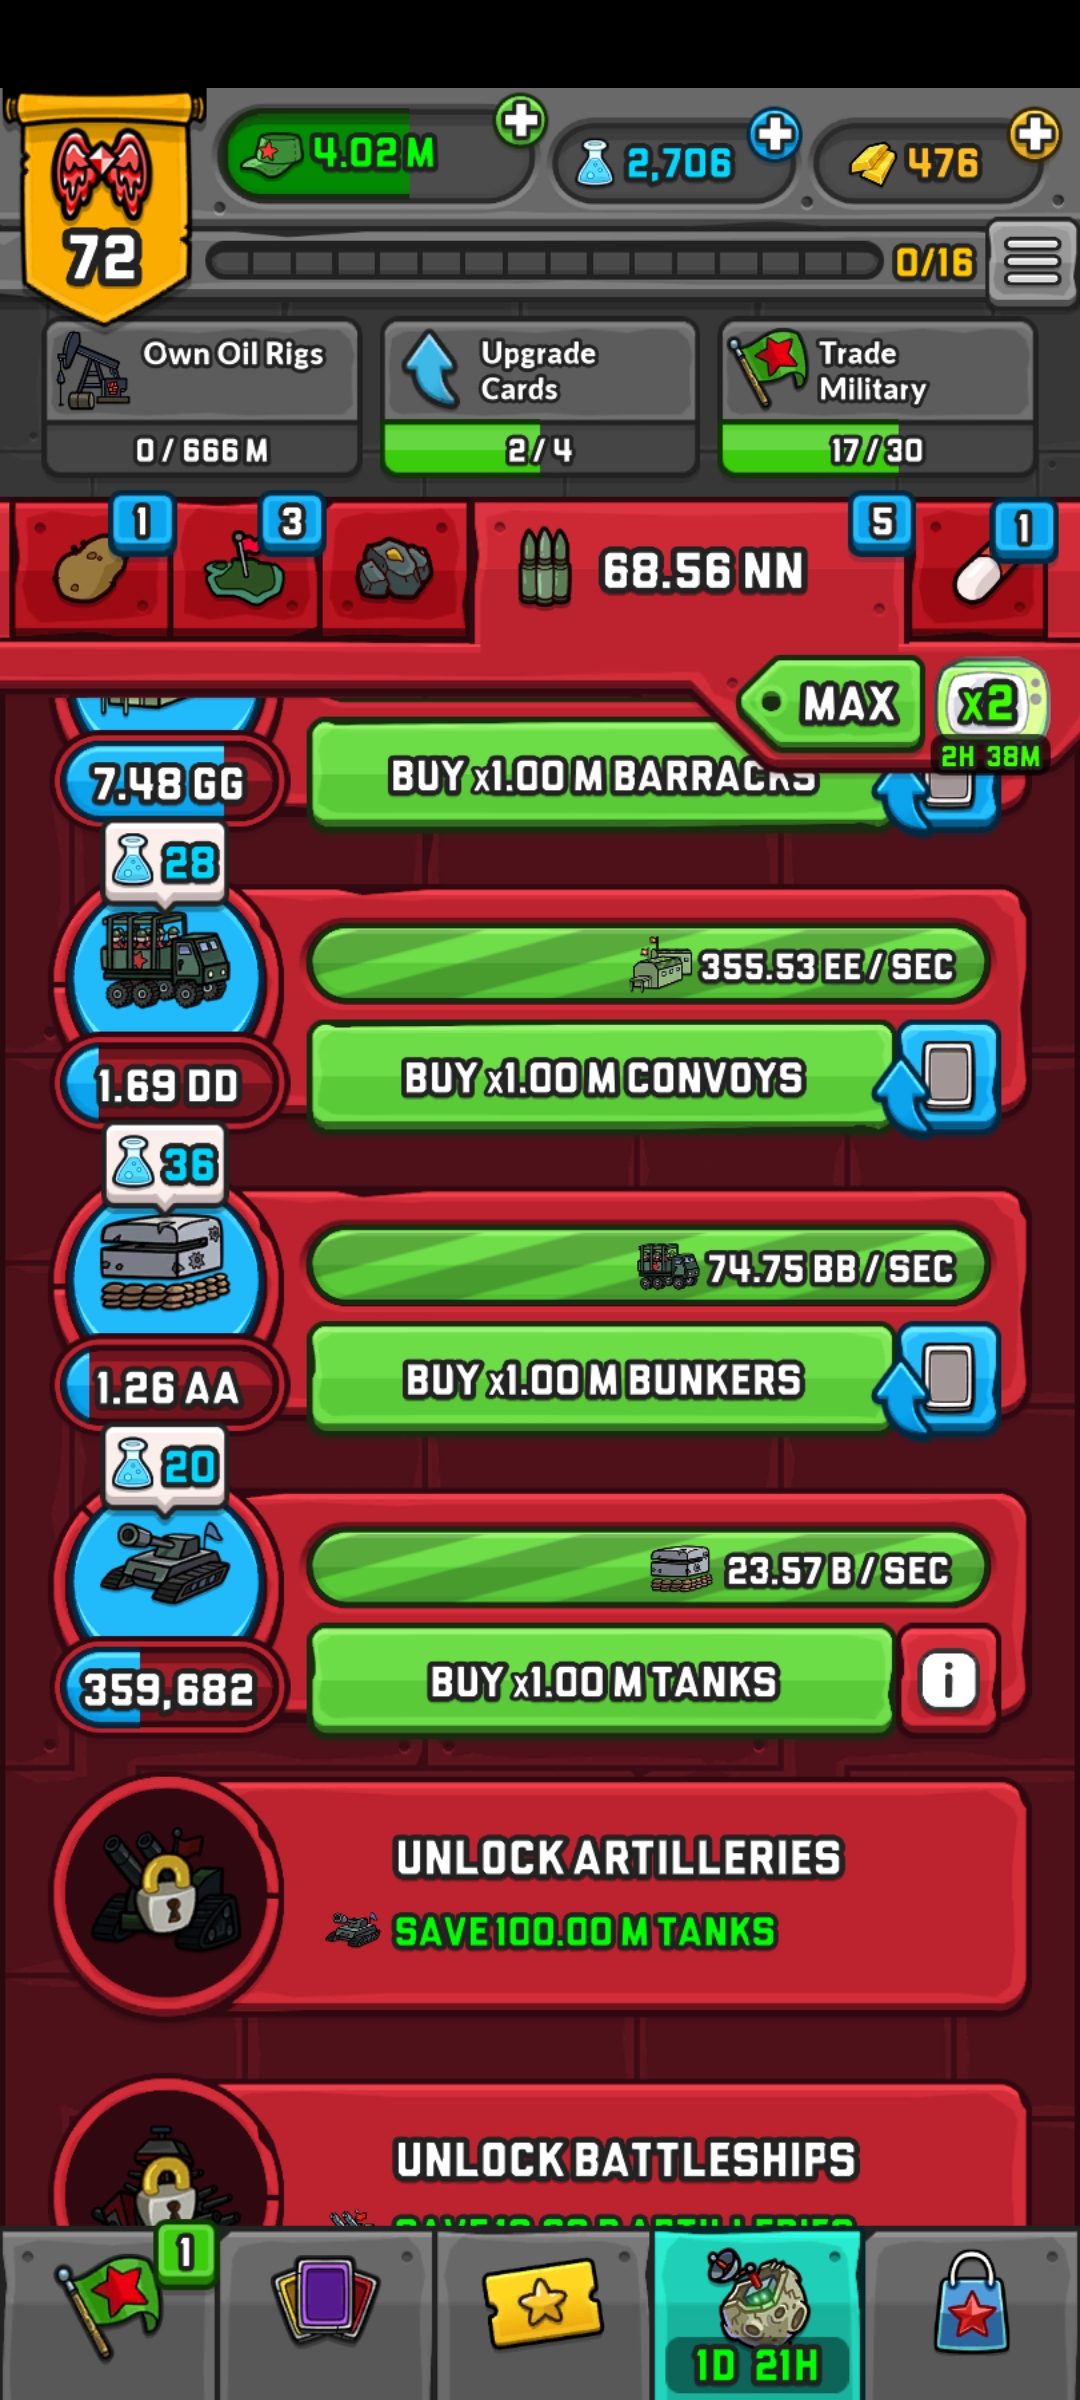 4.02 M
2,706
476
72
0/16
Own Oil Rigs
0 / 666 M
Upgrade
Cards
2 / 4
Trade
Military
17 / 30
1
3
68.56 NN
5
1
MAX
x2
2H 38M
7.48 GG
BUY x1.00 M BARRACKS
28
355.53 EE / SEC
1.69 DD
BUY x1.00 M CONVOYS
36
74.75 BB / SEC
1.26 AA
BUY x1.00 M BUNKERS
20
23.57 B / SEC
359,682
BUY x1.00 M TANKS
i
UNLOCK ARTILLERIES
SAVE 100.00 M TANKS
UNLOCK BATTLESHIPS
1
1D 21H